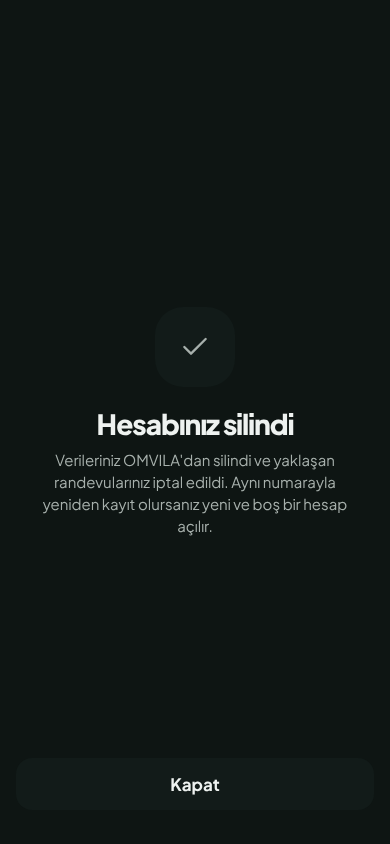 Hesabınız silindi
Verileriniz OMVILA'dan silindi ve yaklaşan
randevularınız iptal edildi. Aynı numarayla
yeniden kayıt olursanız yeni ve boş bir hesap
açılır.
Kapat